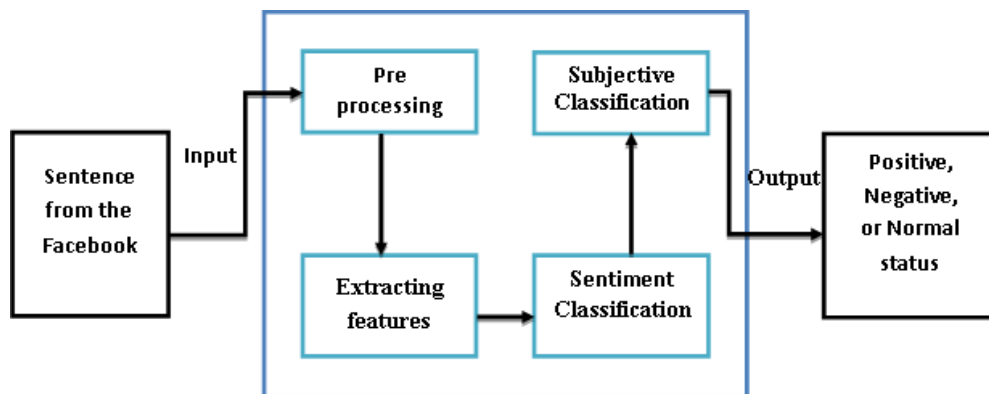 Sentence
from the
Facebook
Input
Pre
processing
Extracting
features
Sentiment
Classification
Subjective
Classification
Output
Positive,
Negative,
or Normal
status